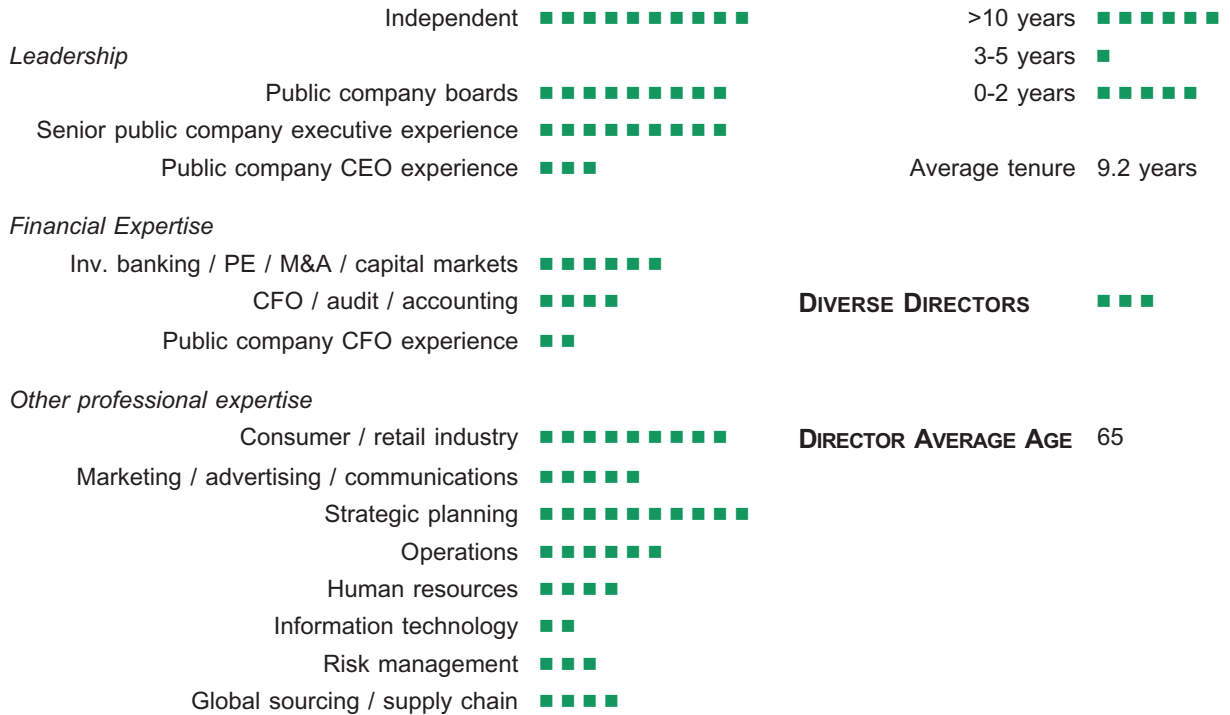 Independent >10 years
Leadership 3-5 years
Public company boards 0-2 years
Senior public company executive experience
Public company CEO experience Average tenure 9.2 years
Financial Expertise
Inv. banking / PE / M&A / capital markets
CFO / audit / accounting DIVERSE DIRECTORS
Public company CFO experience
Other professional expertise
Consumer / retail industry DIRECTOR AVERAGE AGE 65
Marketing / advertising / communications
Strategic planning
Operations
Human resources
Information technology
Risk management
Global sourcing / supply chain